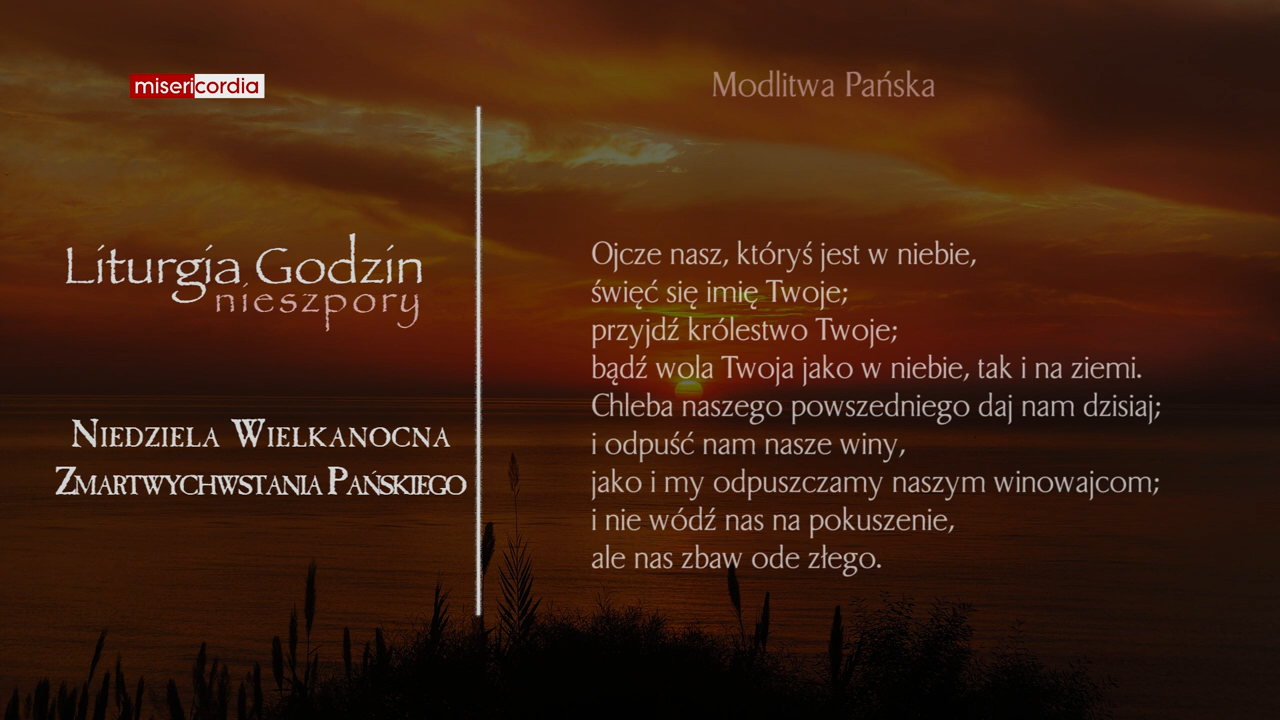 misericordia
Liturgia Godzin
nieszpory
Niedziela Wielkanocna
Zmartwychwstania Pańskiego
Modlitwa Pańska
Ojcze nasz, któryś jest w niebie,
święć się imię Twoje;
przyjdź królestwo Twoje;
bądź wola Twoja jako w niebie, tak i na ziemi.
Chleba naszego powszedniego daj nam dzisiaj;
i odpuść nam nasze winy,
jako i my odpuszczamy naszym winowajcom;
i nie wódź nas na pokuszenie,
ale nas zbaw ode złego.